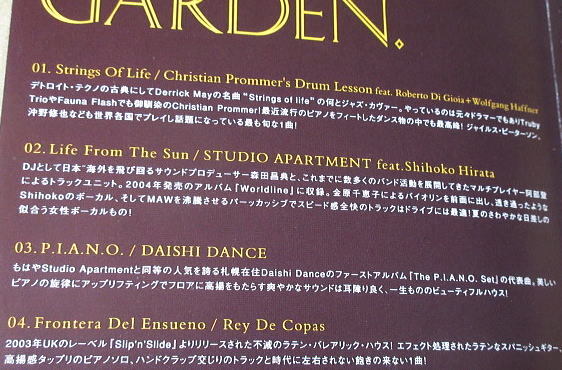 GARDEN.
01. Strings Of Life / Christian Prommer's Drum Lesson feat. Roberto Di Gioia + Wolfgang Haffner
デトロイト・テクノの古典にしてDerrick Mayの名曲"Strings of life"の何とジャズ・カヴァー。やっているのは元々ドラマーでもありTruby
TrioやFauna Flashでも御馴染のChristian Prommer!最近流行のピアノをフィートしたダンス物の中でも最高峰!ジャイルス・ピーターソン、
沖野修也なども世界各国でプレイし話題になっている最も旬な1曲!
02. Life From The Sun / STUDIO APARTMENT feat.Shihoko Hirata
DJとして日本~海外を飛び回るサウンドプロデューサー森田昌典と、これまでに数多くのバンド活動を展開してきたマルチプレイヤー阿部登
によるトラックユニット。2004年発売のアルバム「Worldline」に収録。金原千恵子によるバイオリンを前面に出し、透き通ったような
Shihokoのボーカル、そしてMAWを沸騰させるパーカッシブでスピード感全快のトラックはドライブには最適!夏のさわやかな日差しの
似合う女性ボーカルもの!
03. P.I.A.N.O. / DAISHI DANCE
もはやStudio Apartmentと同等の人気を誇る札幌在住Daishi Danceのファーストアルバム「The P.I.A.N.O. Set」の代表曲。美しい
ピアノの旋律にアップリフティングでフロアに高揚をもたらす爽やかなサウンドは耳障り良く、一生もののビューティフルハウス!
04. Frontera Del Ensueno / Rey De Copas
2003年UKのレーベル「Slip'n'Slide」よりリリースされた不滅のラテン・バレアリック・ハウス! エフェクト処理されたラテンなスパニッシュギター、
高揚感タップリのピアノソロ、ハンドクラップ交じりのトラックと時代に左右されない飽きの来ない1曲!